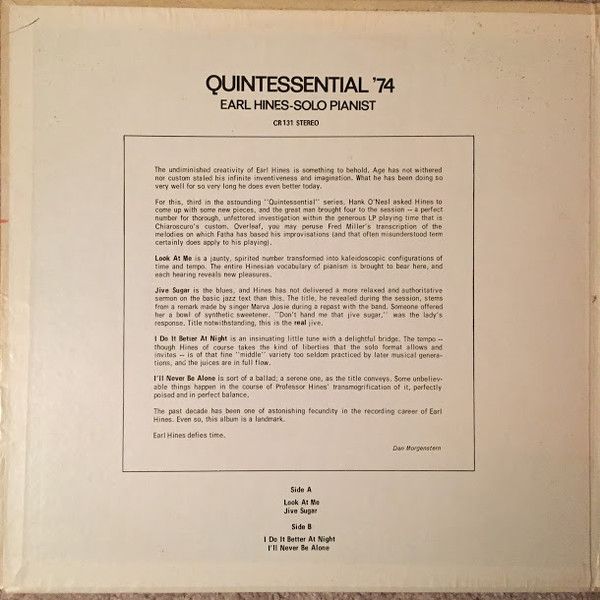 QUINTESSENTIAL '74
EARL HINES-SOLO PIANIST
CR 131 STEREO
The undiminished creativity of Earl Hines is something to behold. Age has not withered
nor custom staled his infinite inventiveness and imagination. What he has been doing so
very well for so very long he does even better today.
For this, third in the astounding "Quintessential" series, Hank O'Neal asked Hines to
come up with some new pieces, and the great man brought four to the session -- a perfect
number for thorough, unfettered investigation within the generous LP playing time that is
Chiaroscuro's custom. Overleaf, you may peruse Fred Miller's transcription of the
melodies on which Fatha has based his improvisations (and that often misunderstood term
certainly does apply to his playing).
Look At Me is a jaunty, spirited number transformed into kaleidoscopic configurations of
time and tempo. The entire Hinesian vocabulary of pianism is brought to bear here, and
each hearing reveals new pleasures.
Jive Sugar is the blues, and Hines has not delivered a more relaxed and authoritative
sermon on the basic jazz text than this. The title, he revealed during the session, stems
from a remark made by singer Marva Josie during a repast with the band. Someone offered
her a bowl of synthetic sweetener. "Don't hand me that jive sugar," was the lady's
response. Title notwithstanding, this is the real jive.
I Do It Better At Night is an insinuating little tune with a delightful bridge. The tempo --
though Hines of course takes the kind of liberties that the solo format allows and
invites -- is of that fine "middle" variety too seldom practiced by later musical genera-
tions, and the juices are in full flow.
I'll Never Be Alone is sort of a ballad; a serene one, as the title conveys. Some unbeliev-
able things happen in the course of Professor Hines' transmogrification of it, perfectly
poised and in perfect balance.
The past decade has been one of astonishing fecundity in the recording career of Earl
Hines. Even so, this album is a landmark.
Earl Hines defies time.
Dan Morgenstern
Side A
Look At Me
Jive Sugar
Side B
I Do It Better At Night
I'll Never Be Alone